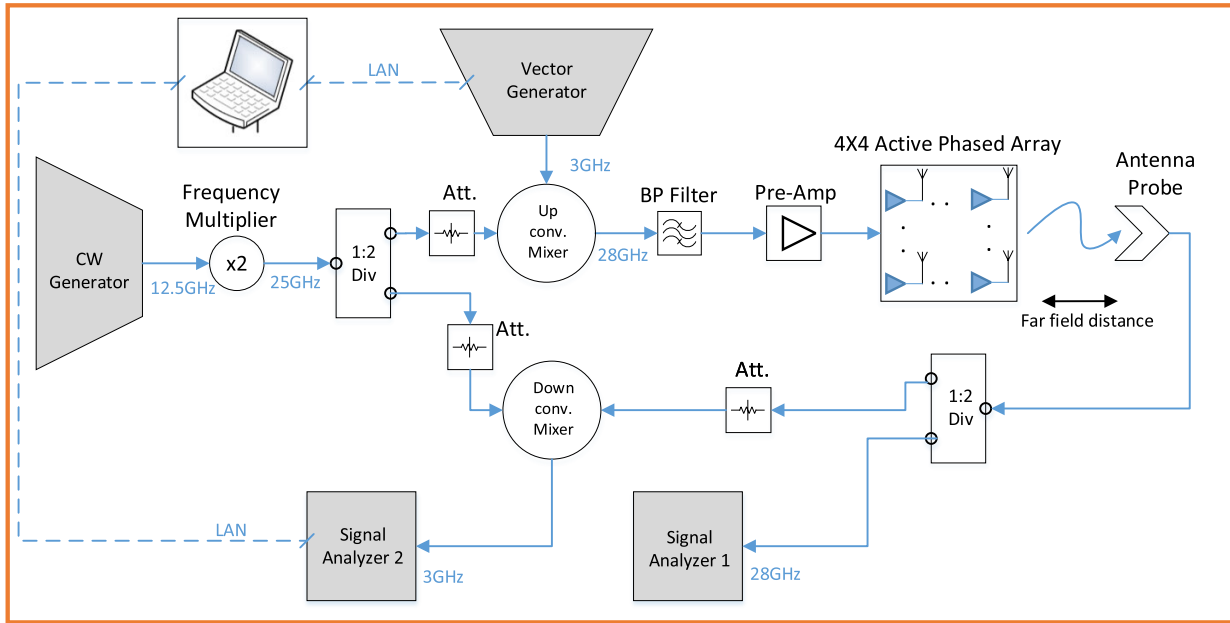 LAN
Vector
Generator
3GHz
4X4 Active Phased Array
Antenna
Probe
Frequency
Multiplier
Att.
BP Filter
Pre-Amp
CW
Generator
12.5GHz
x2
25GHz
1:2
Div
Up
conv.
Mixer
28GHz
Far field distance
Att.
Down
conv.
Mixer
Att.
1:2
Div
LAN
Signal
Analyzer 2
3GHz
Signal
Analyzer 1
28GHz